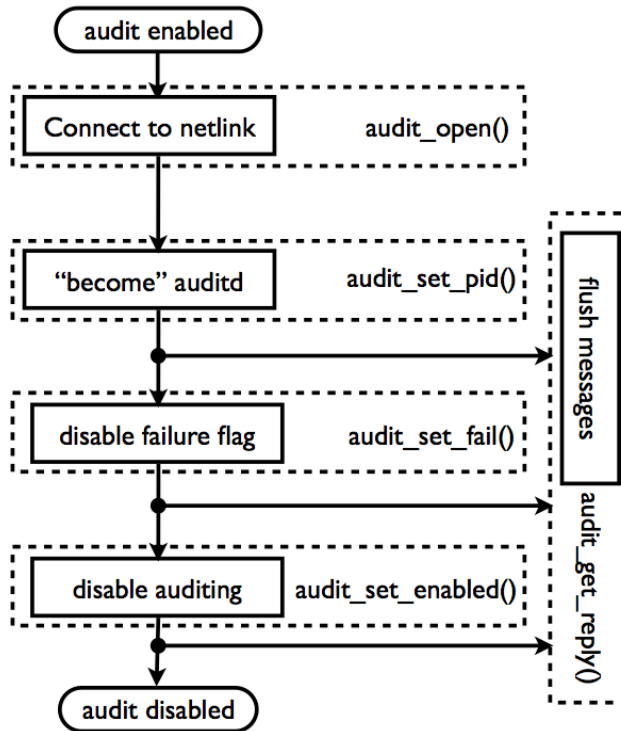 audit enabled
Connect to netlink
audit_open()
“become” auditd
audit_set_pid()
flush messages
disable failure flag
audit_set_fail()
audit_get_reply()
disable auditing
audit_set_enabled()
audit disabled